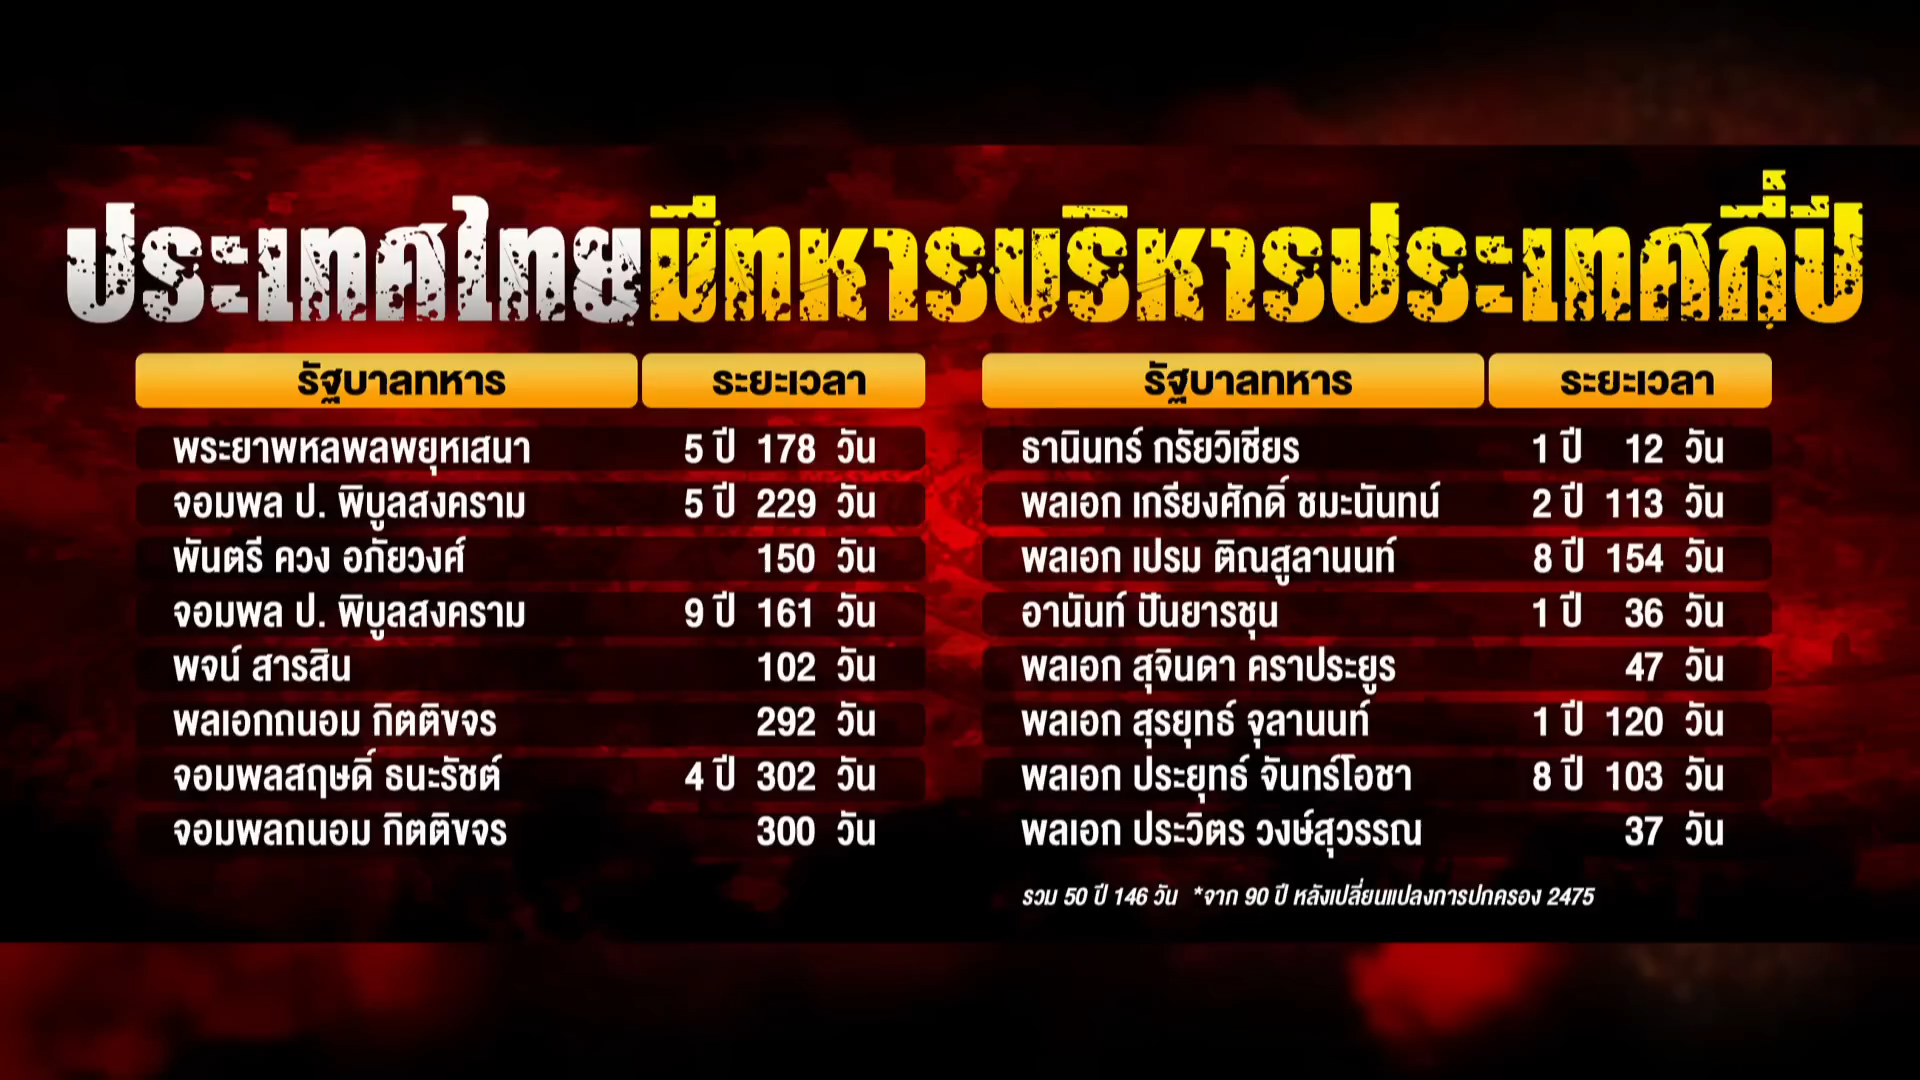 ประเทศไทยมีทหารบริหารประเทศกี่ปี
รัฐบาลทหาร ระยะเวลา
พระยาพหลพลพยุหเสนา 5 ปี 178 วัน
จอมพล ป. พิบูลสงคราม 5 ปี 229 วัน
พันตรี ควง อภัยวงศ์ 150 วัน
จอมพล ป. พิบูลสงคราม 9 ปี 161 วัน
พจน์ สารสิน 102 วัน
พลเอกถนอม กิตติขจร 292 วัน
จอมพลสฤษดิ์ ธนะรัชต์ 4 ปี 302 วัน
จอมพลถนอม กิตติขจร 300 วัน
รัฐบาลทหาร ระยะเวลา
ธานินทร์ กรัยวิเชียร 1 ปี 12 วัน
พลเอก เกรียงศักดิ์ ชมะนันทน์ 2 ปี 113 วัน
พลเอก เปรม ติณสูลานนท์ 8 ปี 154 วัน
อานันท์ ปันยารชุน 1 ปี 36 วัน
พลเอก สุจินดา คราประยูร 47 วัน
พลเอก สุรยุทธ์ จุลานนท์ 1 ปี 120 วัน
พลเอก ประยุทธ์ จันทร์โอชา 8 ปี 103 วัน
พลเอก ประวิตร วงษ์สุวรรณ 37 วัน
รวม 50 ปี 146 วัน *จาก 90 ปี หลังเปลี่ยนแปลงการปกครอง 2475